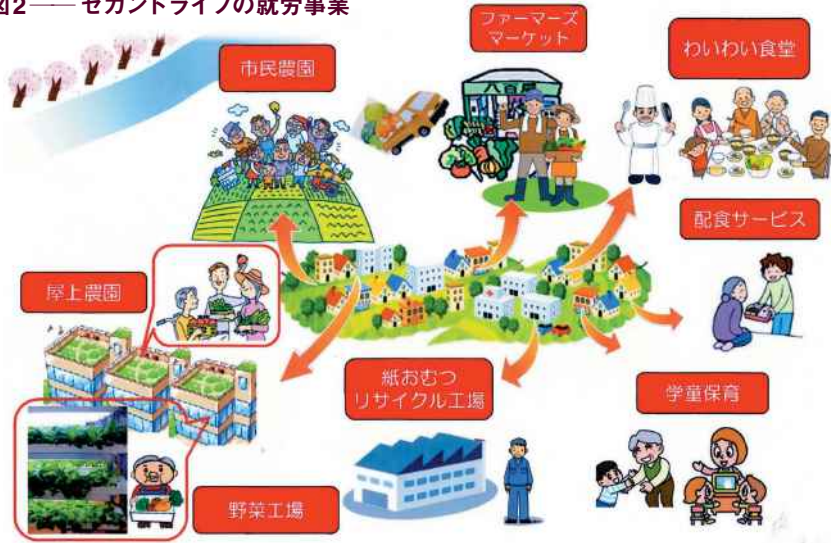 図2── セカンドライフの就労事業
ファーマーズ
マーケット
わいわい食堂
市民農園
配食サービス
屋上農園
紙おむつ
リサイクル工場
学童保育
野菜工場